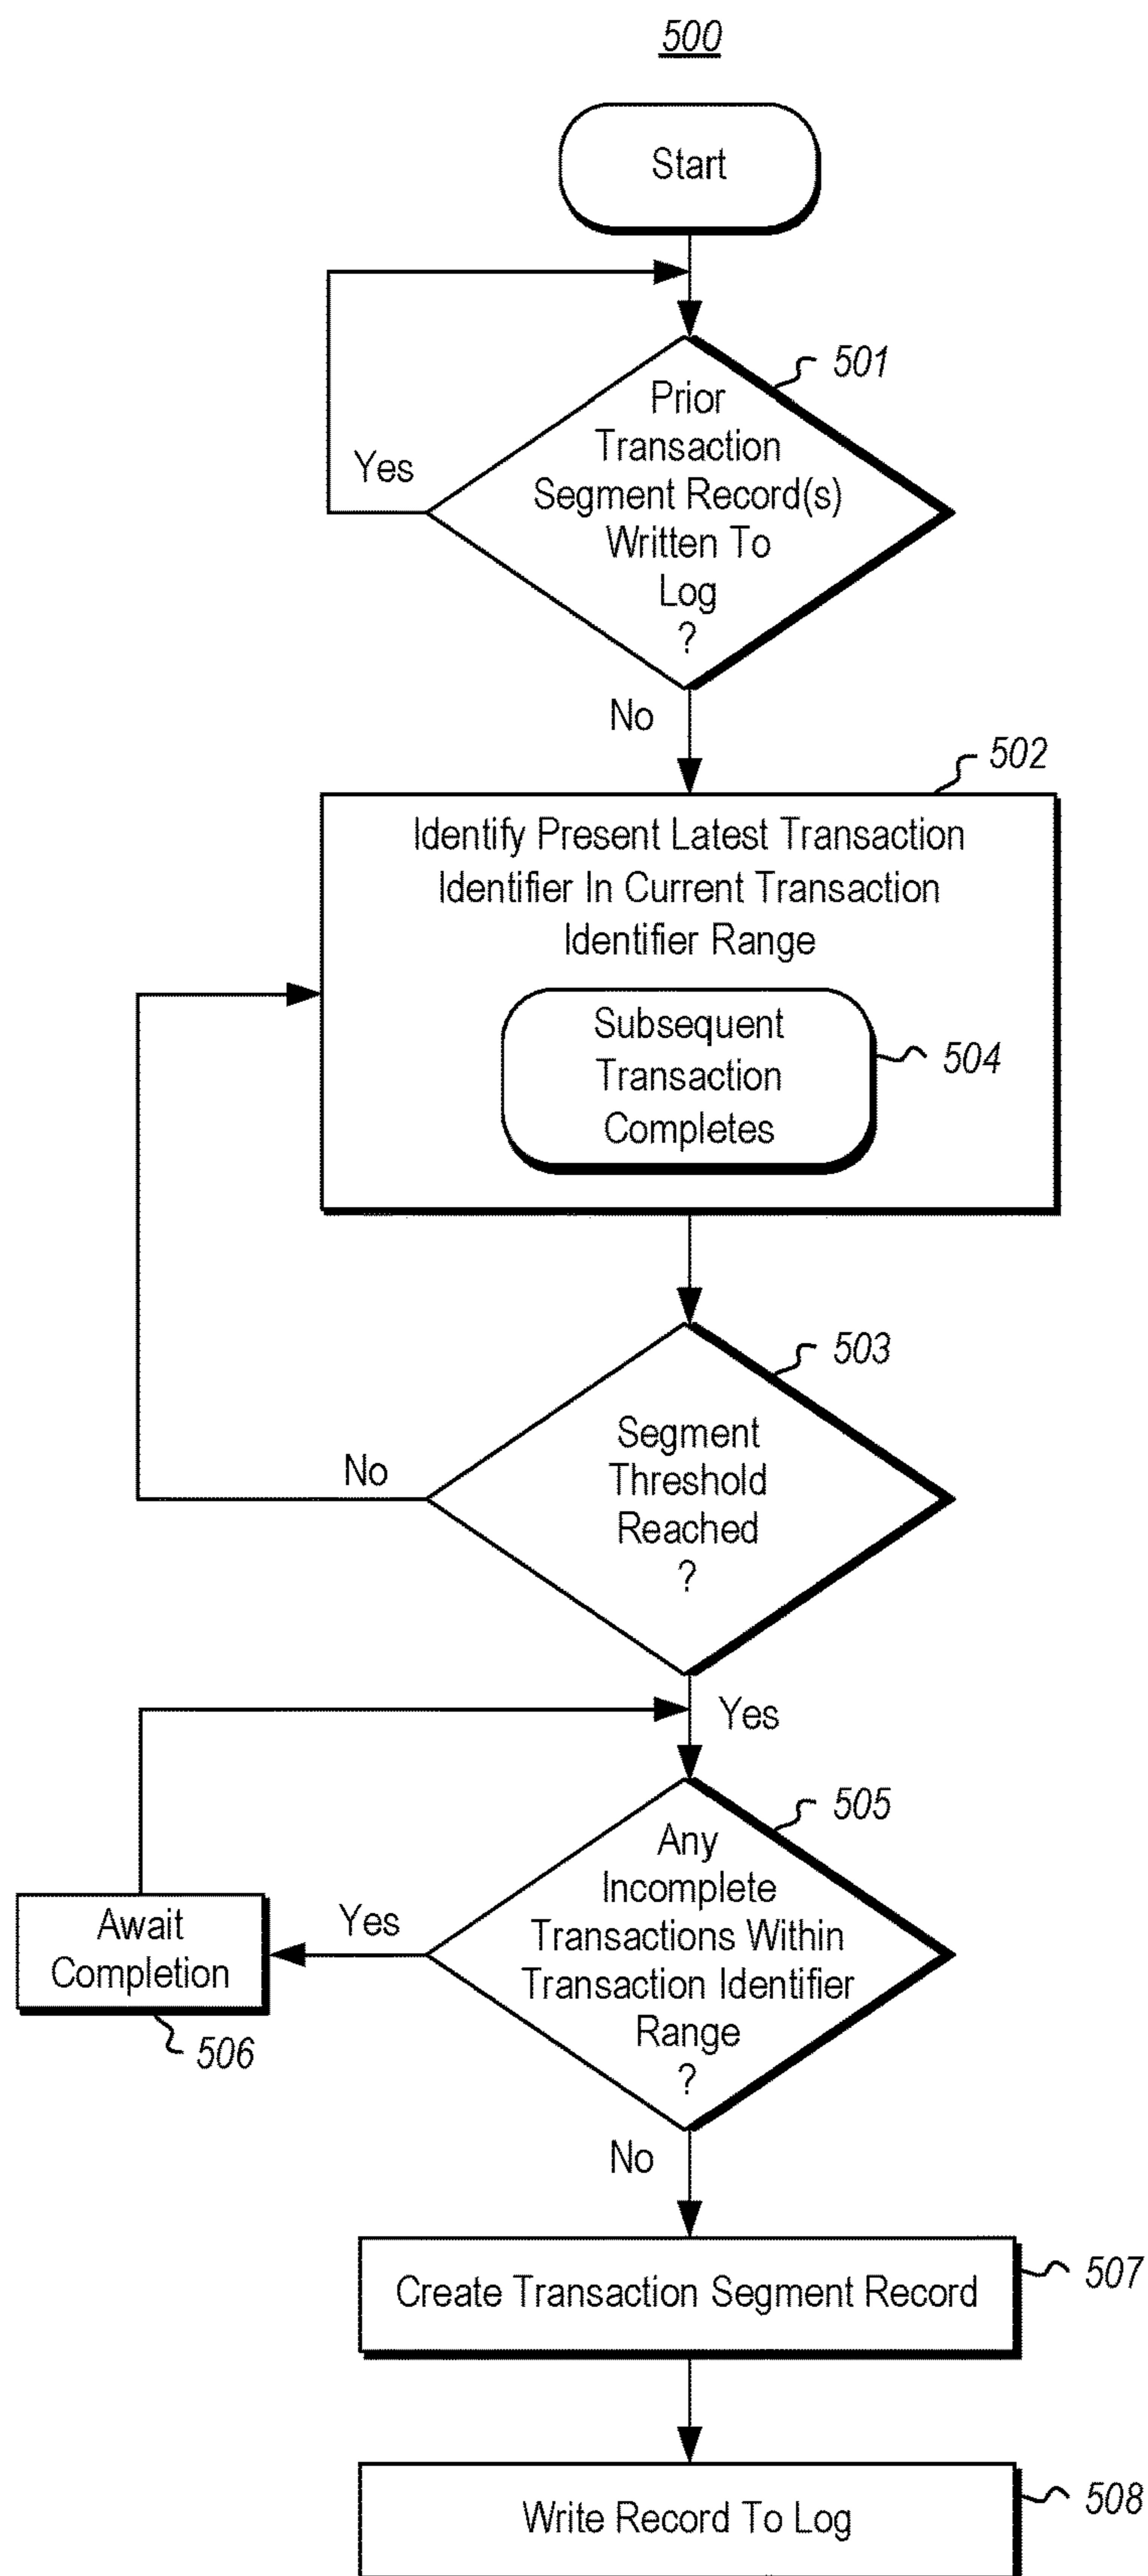 500
Start
501
Prior
Transaction
Segment Record(s)
Written To
Log
?
Yes
No
502
Identify Present Latest Transaction
Identifier In Current Transaction
Identifier Range
Subsequent
Transaction
Completes
504
503
Segment
Threshold
Reached
?
No
Yes
505
Any
Incomplete
Transactions Within
Transaction Identifier
Range
?
Yes
Await
Completion
506
No
Create Transaction Segment Record
507
Write Record To Log
508